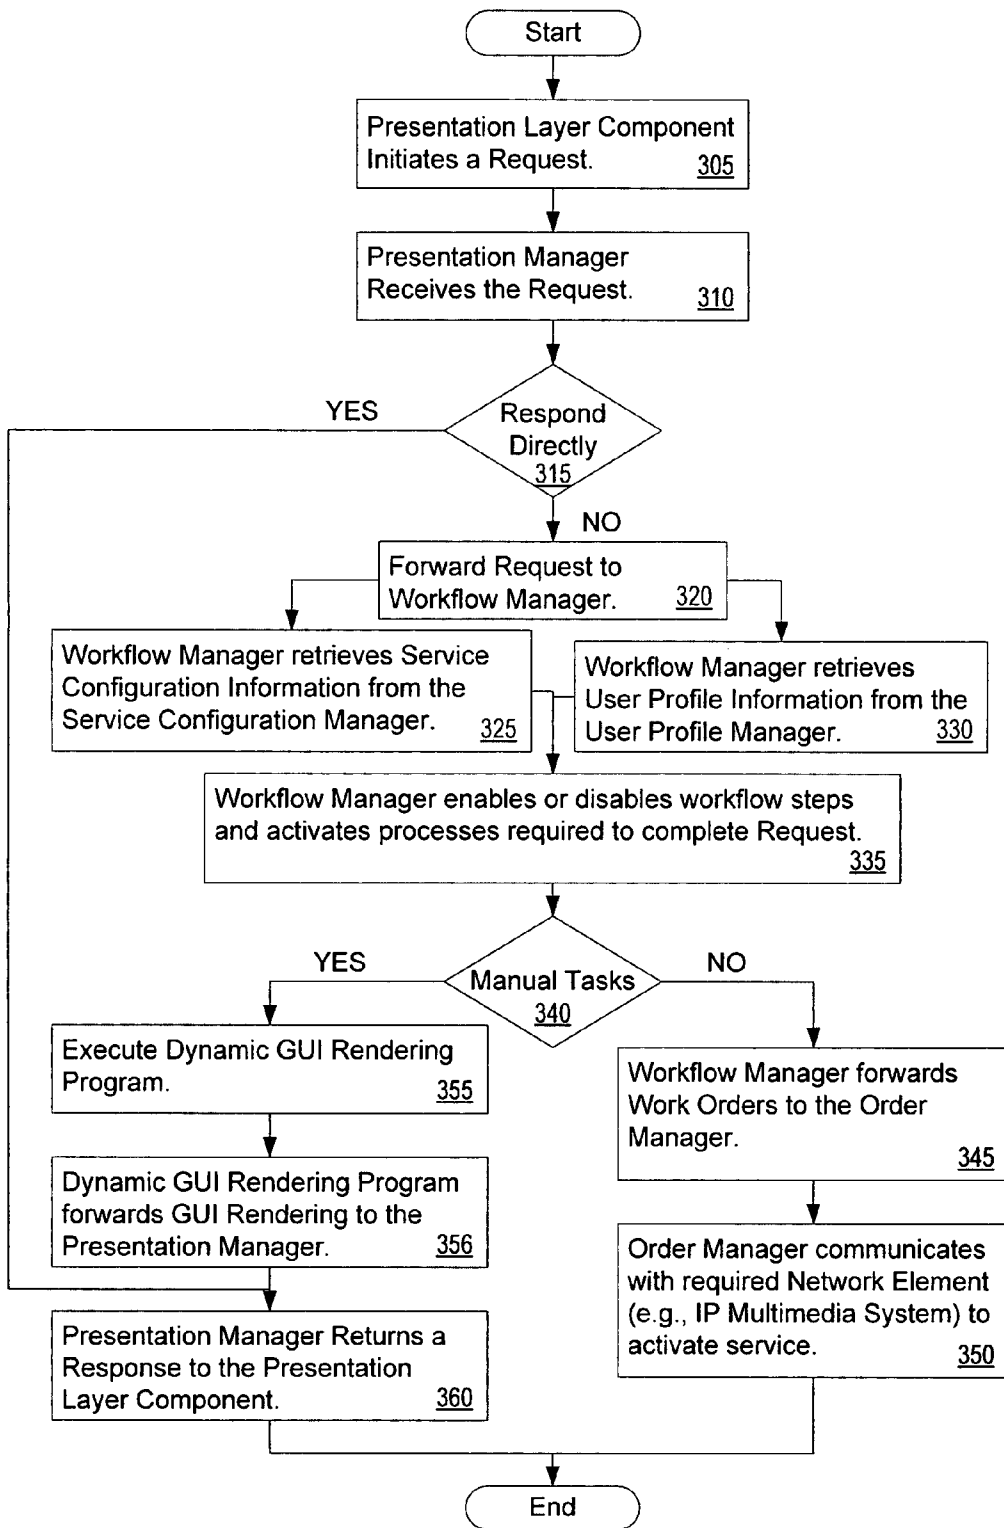 Start
Presentation Layer Component
Initiates a Request.
305
Presentation Manager
Receives the Request.
310
YES
Respond
Directly
315
NO
Forward Request to
Workflow Manager.
320
Workflow Manager retrieves Service
Configuration Information from the
Service Configuration Manager.
325
Workflow Manager retrieves
User Profile Information from the
User Profile Manager.
330
Workflow Manager enables or disables workflow steps
and activates processes required to complete Request.
335
YES
Manual Tasks
340
NO
Execute Dynamic GUI Rendering
Program.
355
Workflow Manager forwards
Work Orders to the Order
Manager.
345
Dynamic GUI Rendering Program
forwards GUI Rendering to the
Presentation Manager.
356
Order Manager communicates
with required Network Element
(e.g., IP Multimedia System) to
activate service.
350
Presentation Manager Returns a
Response to the Presentation
Layer Component.
360
End